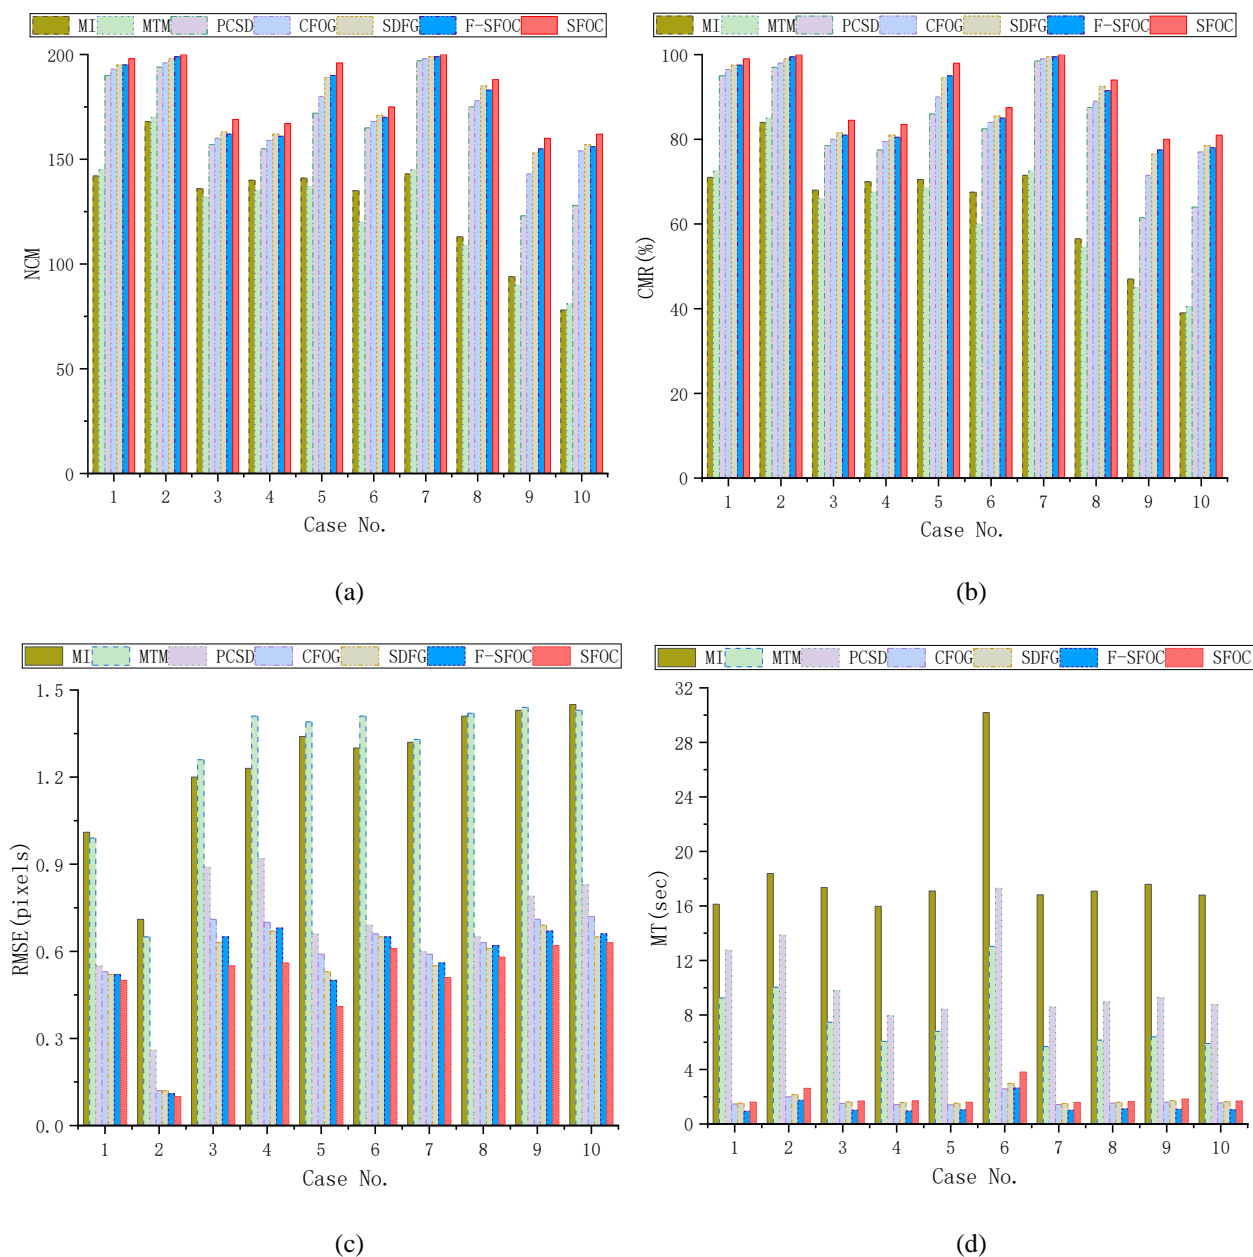 MI MTM PCSD CFOG SDFG F-SFOC SFOC
200
150
100
50
0
NCM
1 2 3 4 5 6 7 8 9 10
Case No.
(a)
MI MTM PCSD CFOG SDFG F-SFOC SFOC
100
80
60
40
20
0
CMR(%)
1 2 3 4 5 6 7 8 9 10
Case No.
(b)
MI MTM PCSD CFOG SDFG F-SFOC SFOC
1.5
1.2
0.9
0.6
0.3
0.0
RMSE(pixels)
1 2 3 4 5 6 7 8 9 10
Case No.
(c)
MI MTM PCSD CFOG SDFG F-SFOC SFOC
32
28
24
20
16
12
8
4
0
MT(sec)
1 2 3 4 5 6 7 8 9 10
Case No.
(d)